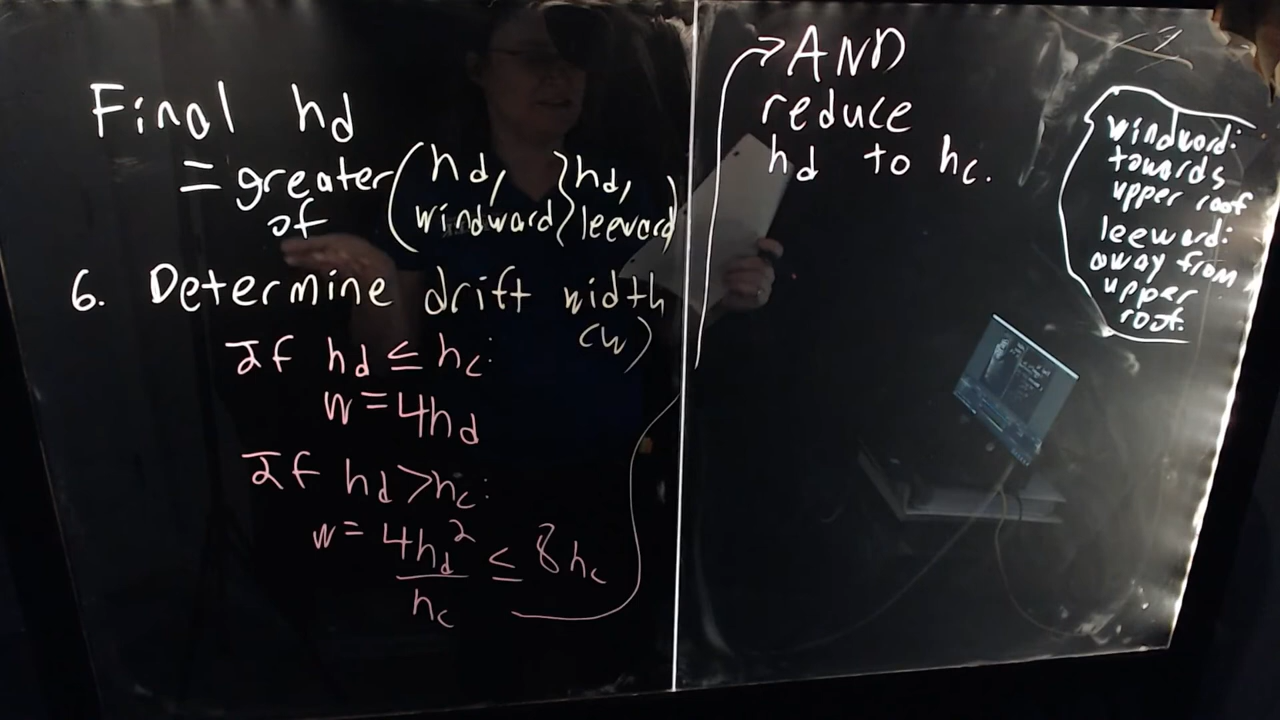 Final hd
= greater of (hd, windward } hd, leeward)
6. Determine drift width
(w)
If hd ≤ hc:
w = 4hd
If hd > hc:
w = 4hd² / hc ≤ 8hc
AND
reduce
hd to hc.
windward:
towards
upper roof
leeward:
away from
upper
roof.